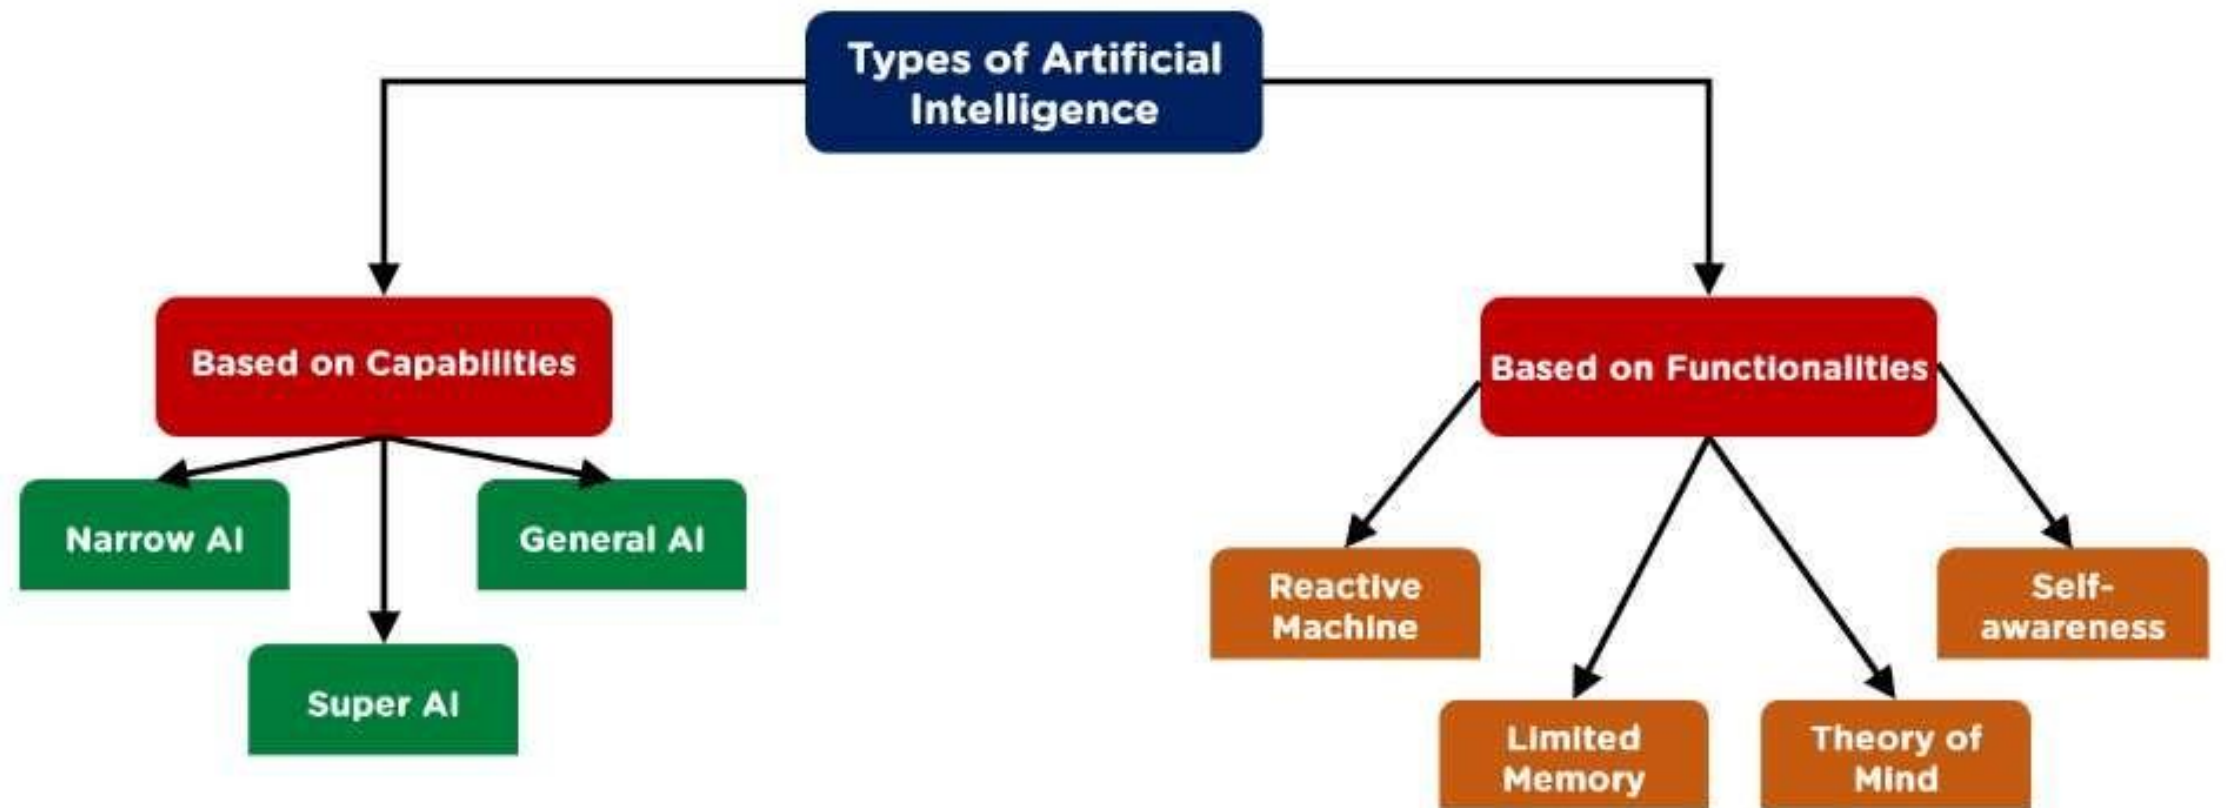 Types of Artificial
Intelligence
Based on Capabilities
Based on Functionalities
Narrow AI
General AI
Super AI
Reactive
Machine
Self-
awareness
Limited
Memory
Theory of
Mind